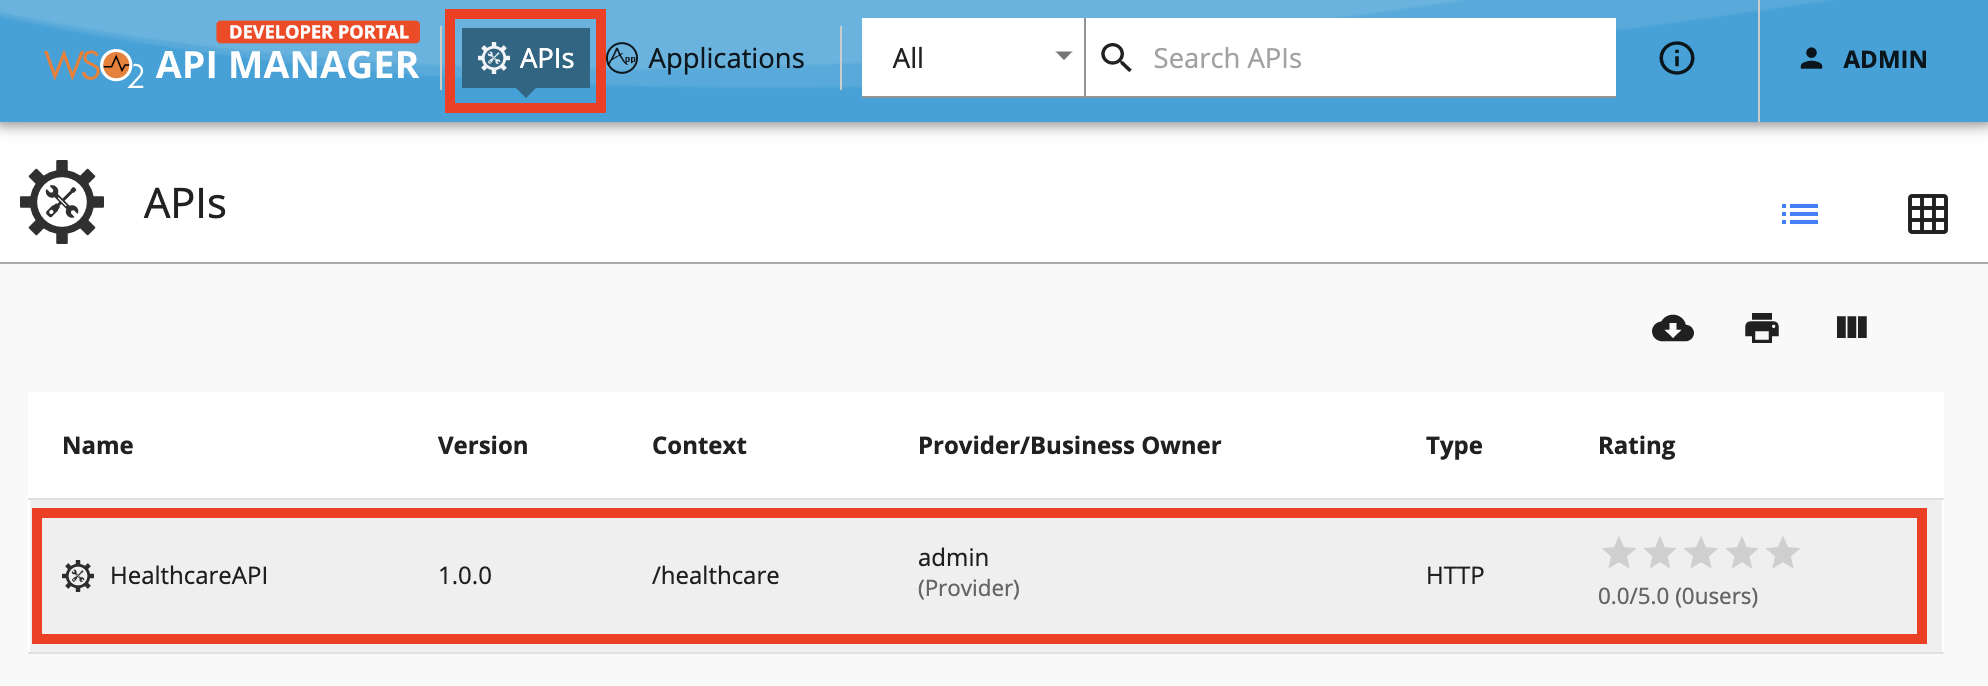 DEVELOPER PORTAL
WSO2 API MANAGER
APIs
App Applications
All
Search APIs
ADMIN
APIs
Name Version Context Provider/Business Owner Type Rating
HealthcareAPI 1.0.0 /healthcare admin HTTP
(Provider)
0.0/5.0 (0users)